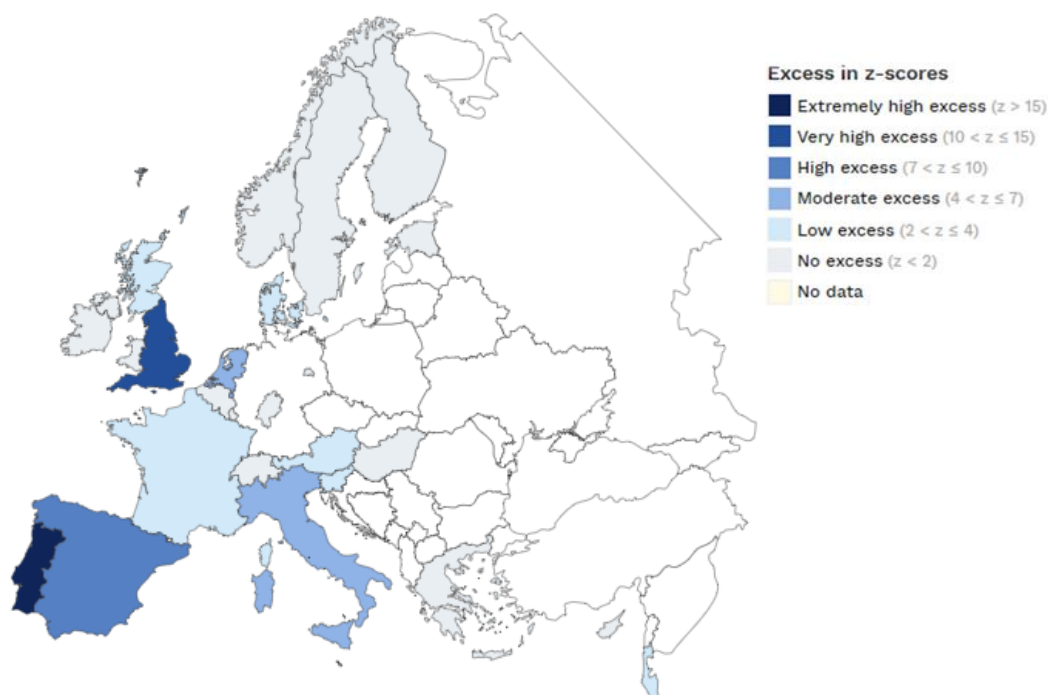 Excess in z-scores
Extremely high excess (z > 15)
Very high excess (10 < z ≤ 15)
High excess (7 < z ≤ 10)
Moderate excess (4 < z ≤ 7)
Low excess (2 < z ≤ 4)
No excess (z < 2)
No data